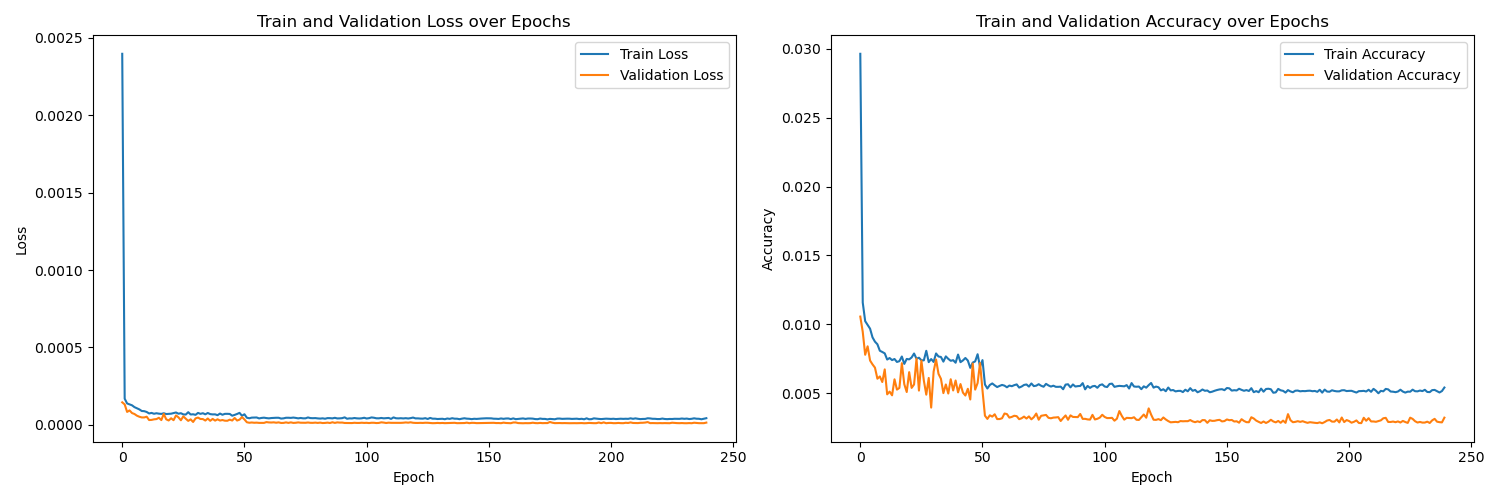 Train and Validation Loss over Epochs
Train Loss
Validation Loss
0.0025
0.0020
0.0015
0.0010
0.0005
0.0000
Loss
0 50 100 150 200 250
Epoch
Train and Validation Accuracy over Epochs
Train Accuracy
Validation Accuracy
0.030
0.025
0.020
0.015
0.010
0.005
Accuracy
0 50 100 150 200 250
Epoch